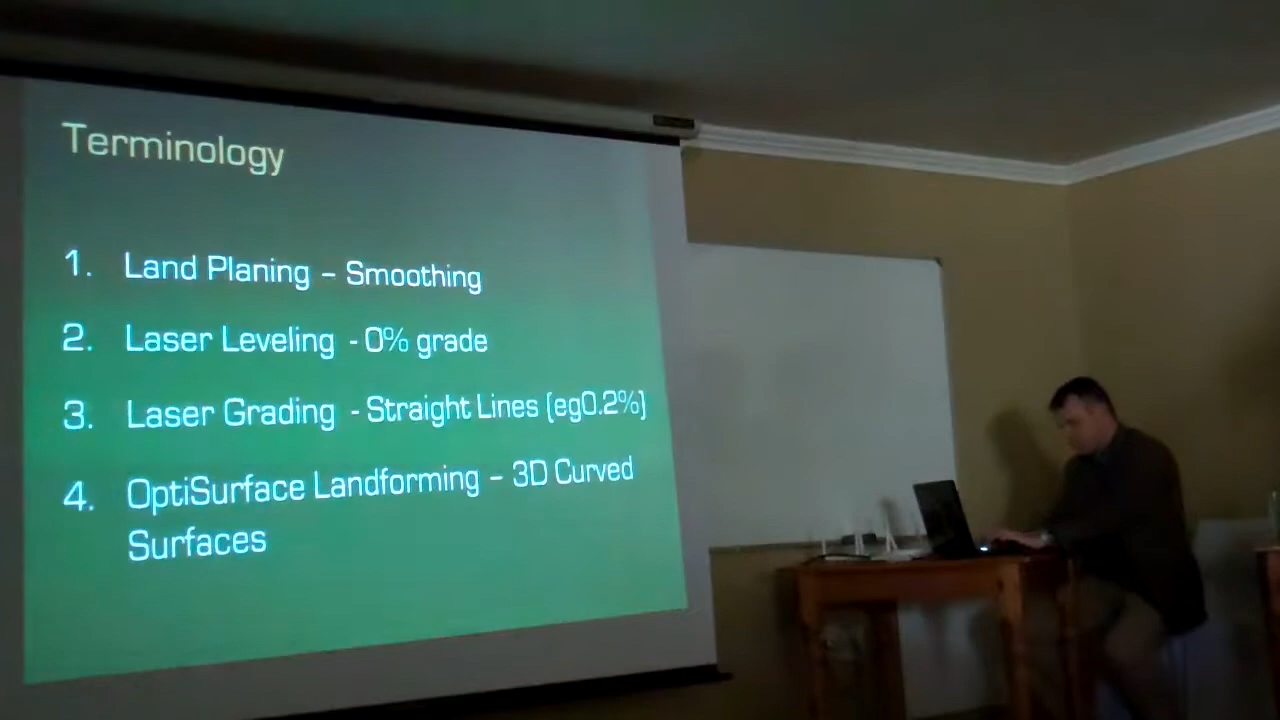 Terminology
1. Land Planing – Smoothing
2. Laser Leveling - 0% grade
3. Laser Grading - Straight Lines (eg0.2%)
4. OptiSurface Landforming – 3D Curved
Surfaces